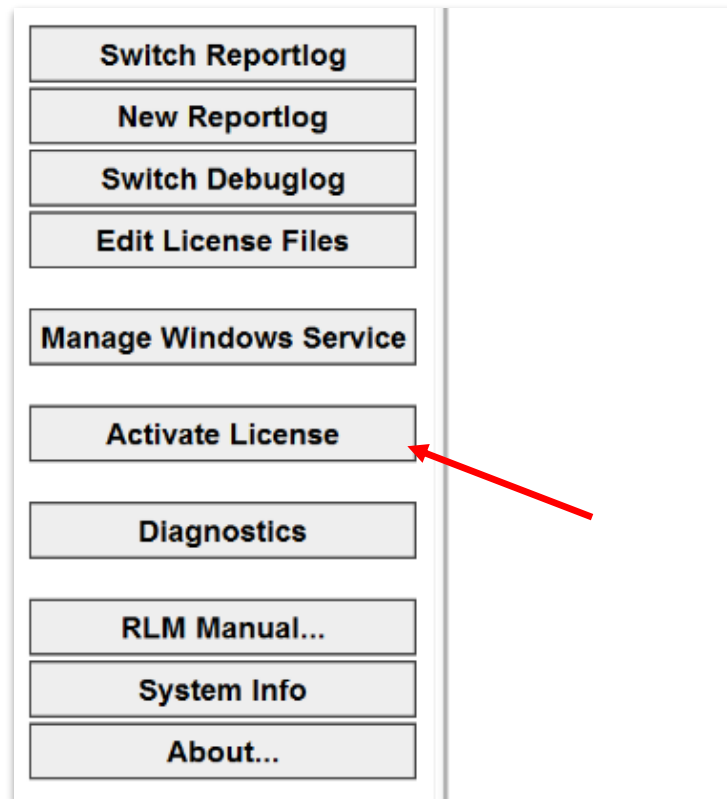 Switch Reportlog
New Reportlog
Switch Debuglog
Edit License Files
Manage Windows Service
Activate License
Diagnostics
RLM Manual...
System Info
About...